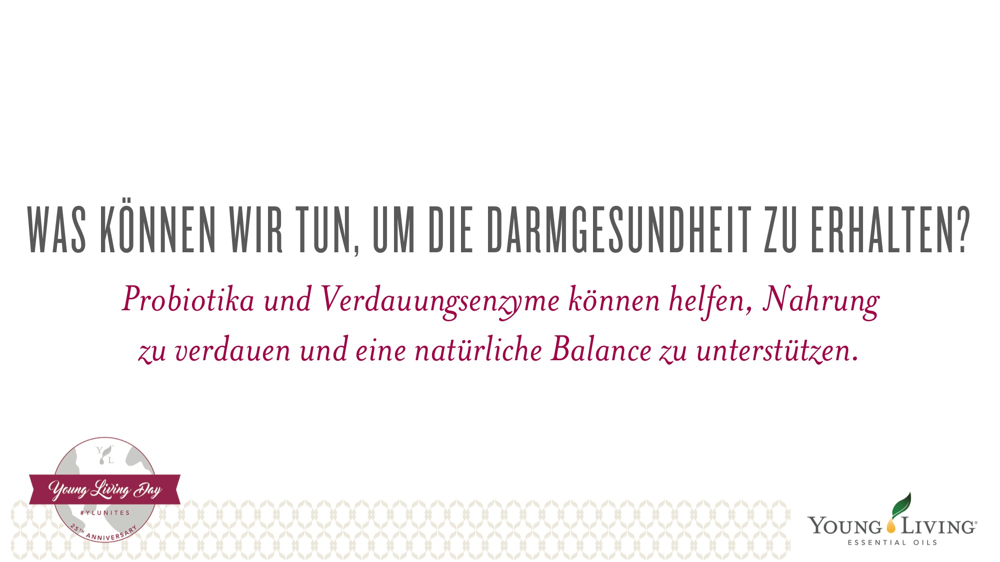 WAS KÖNNEN WIR TUN, UM DIE DARMGESUNDHEIT ZU ERHALTEN?
Probiotika und Verdauungsenzyme können helfen, Nahrung
zu verdauen und eine natürliche Balance zu unterstützen.
Y L
Young Living Day
#YLUNITES
25TH ANNIVERSARY
YOUNG LIVING®
ESSENTIAL OILS